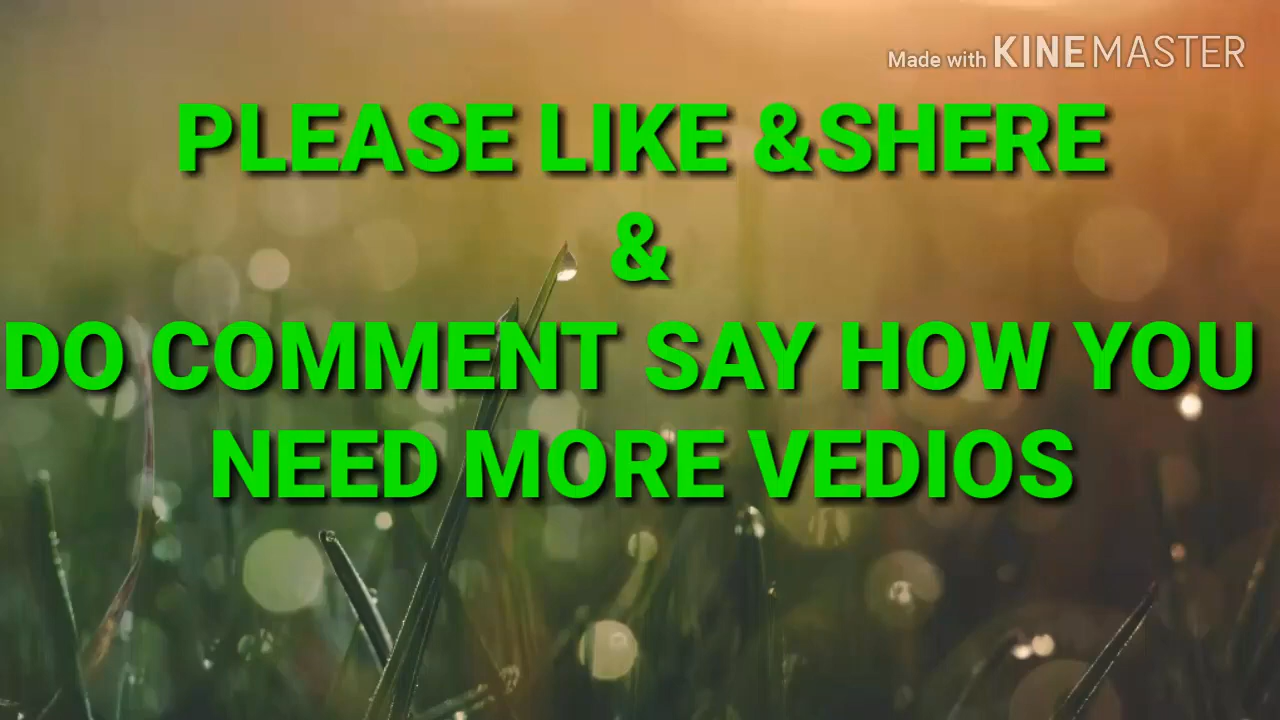 Made with KINEMASTER
PLEASE LIKE &SHERE
&
DO COMMENT SAY HOW YOU
NEED MORE VEDIOS